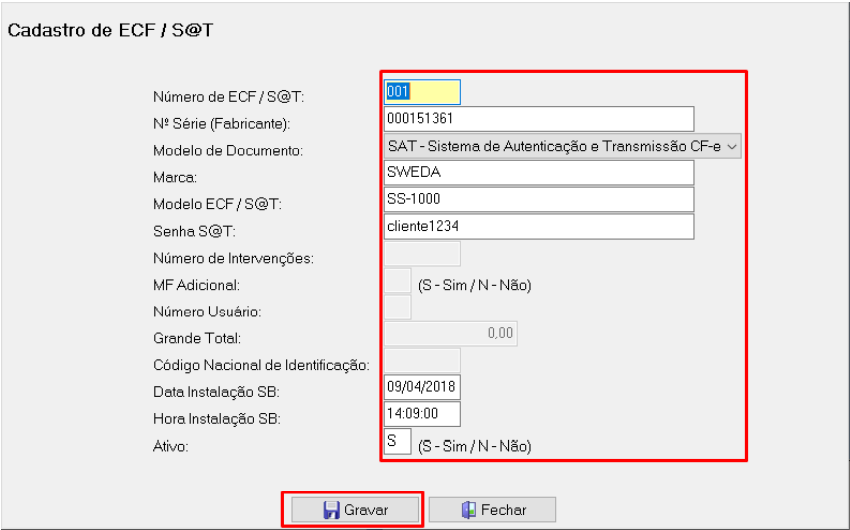 Cadastro de ECF / S@T
Número de ECF / S@T: 001
Nº Série (Fabricante): 000151361
Modelo de Documento: SAT - Sistema de Autenticação e Transmissão CF-e
Marca: SWEDA
Modelo ECF / S@T: SS-1000
Senha S@T: cliente1234
Número de Intervenções:
MF Adicional: (S - Sim / N - Não)
Número Usuário:
Grande Total: 0,00
Código Nacional de Identificação:
Data Instalação SB: 09/04/2018
Hora Instalação SB: 14:09:00
Ativo: S (S - Sim / N - Não)
Gravar Fechar